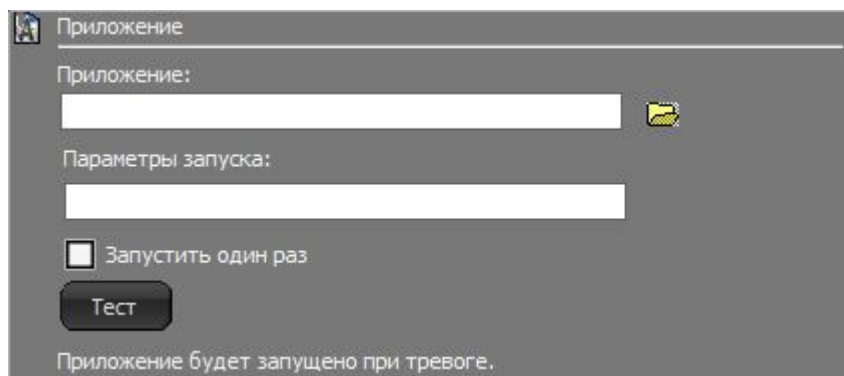 Приложение
Приложение:
Параметры запуска:
Запустить один раз
Тест
Приложение будет запущено при тревоге.